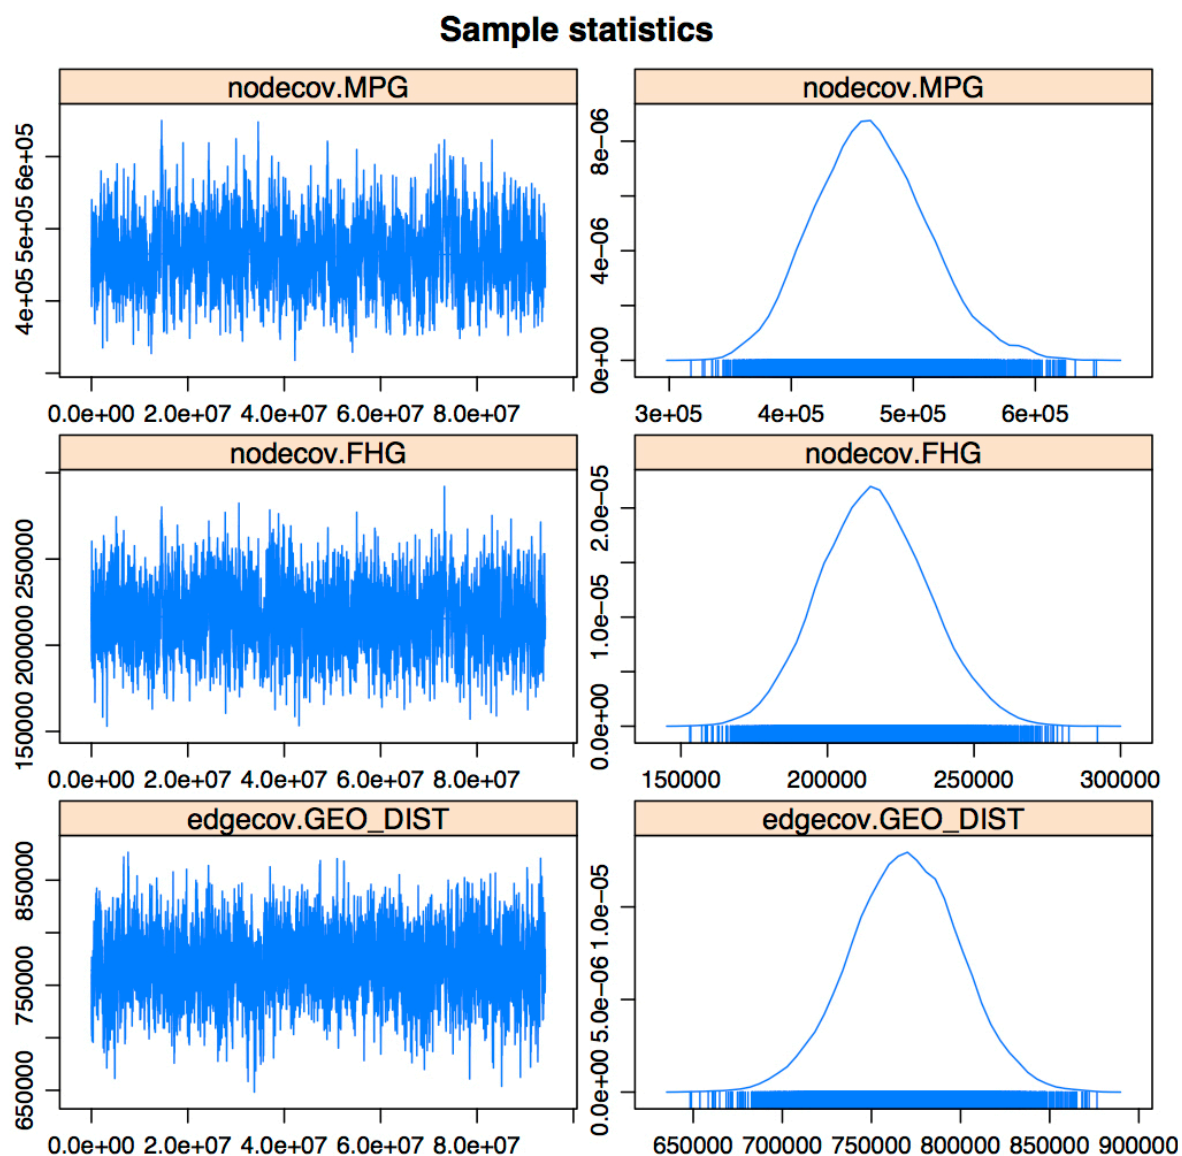 Sample statistics
nodecov.MPG
nodecov.MPG
4e+05 5e+05 6e+05
0e+00 4e−06 8e−06
0.0e+00 2.0e+07 4.0e+07 6.0e+07 8.0e+07
3e+05 4e+05 5e+05 6e+05
nodecov.FHG
nodecov.FHG
150000 200000 250000
0.0e+00 1.0e−05 2.0e−05
0.0e+00 2.0e+07 4.0e+07 6.0e+07 8.0e+07
150000 200000 250000 300000
edgecov.GEO_DIST
edgecov.GEO_DIST
650000 750000 850000
0.0e+00 5.0e−06 1.0e−05
0.0e+00 2.0e+07 4.0e+07 6.0e+07 8.0e+07
650000 700000 750000 800000 850000 900000